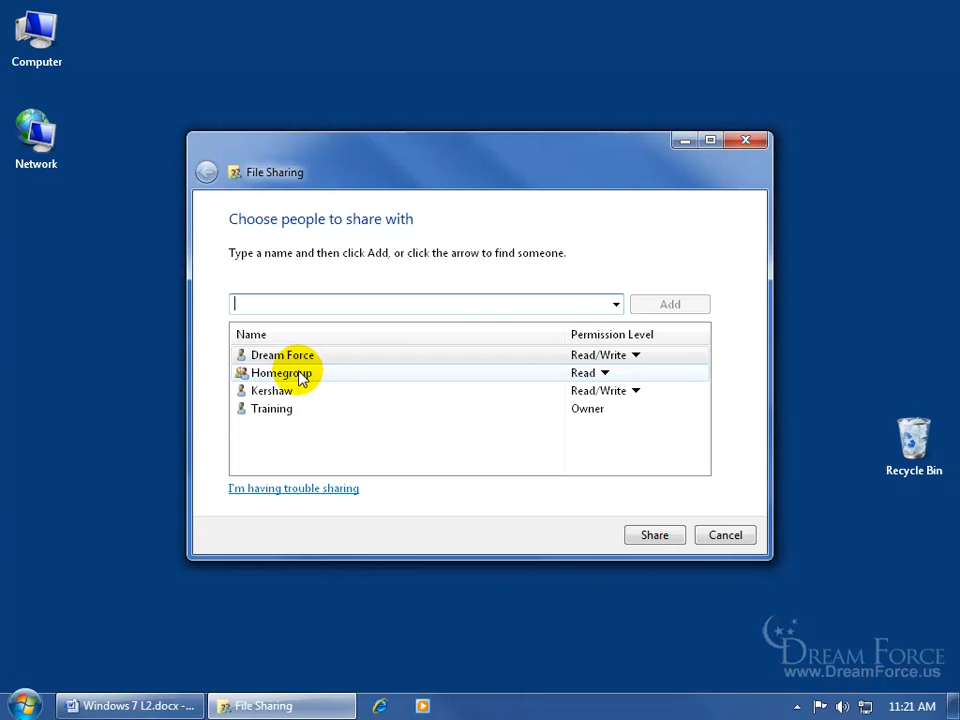 Computer
Network
File Sharing
Choose people to share with
Type a name and then click Add, or click the arrow to find someone.
Add
Name Permission Level
Dream Force Read/Write
Homegroup Read
Kershaw Read/Write
Training Owner
I'm having trouble sharing
Share Cancel
Recycle Bin
DREAM FORCE
www.DreamForce.us
Windows 7 L2.docx -... File Sharing 11:21 AM